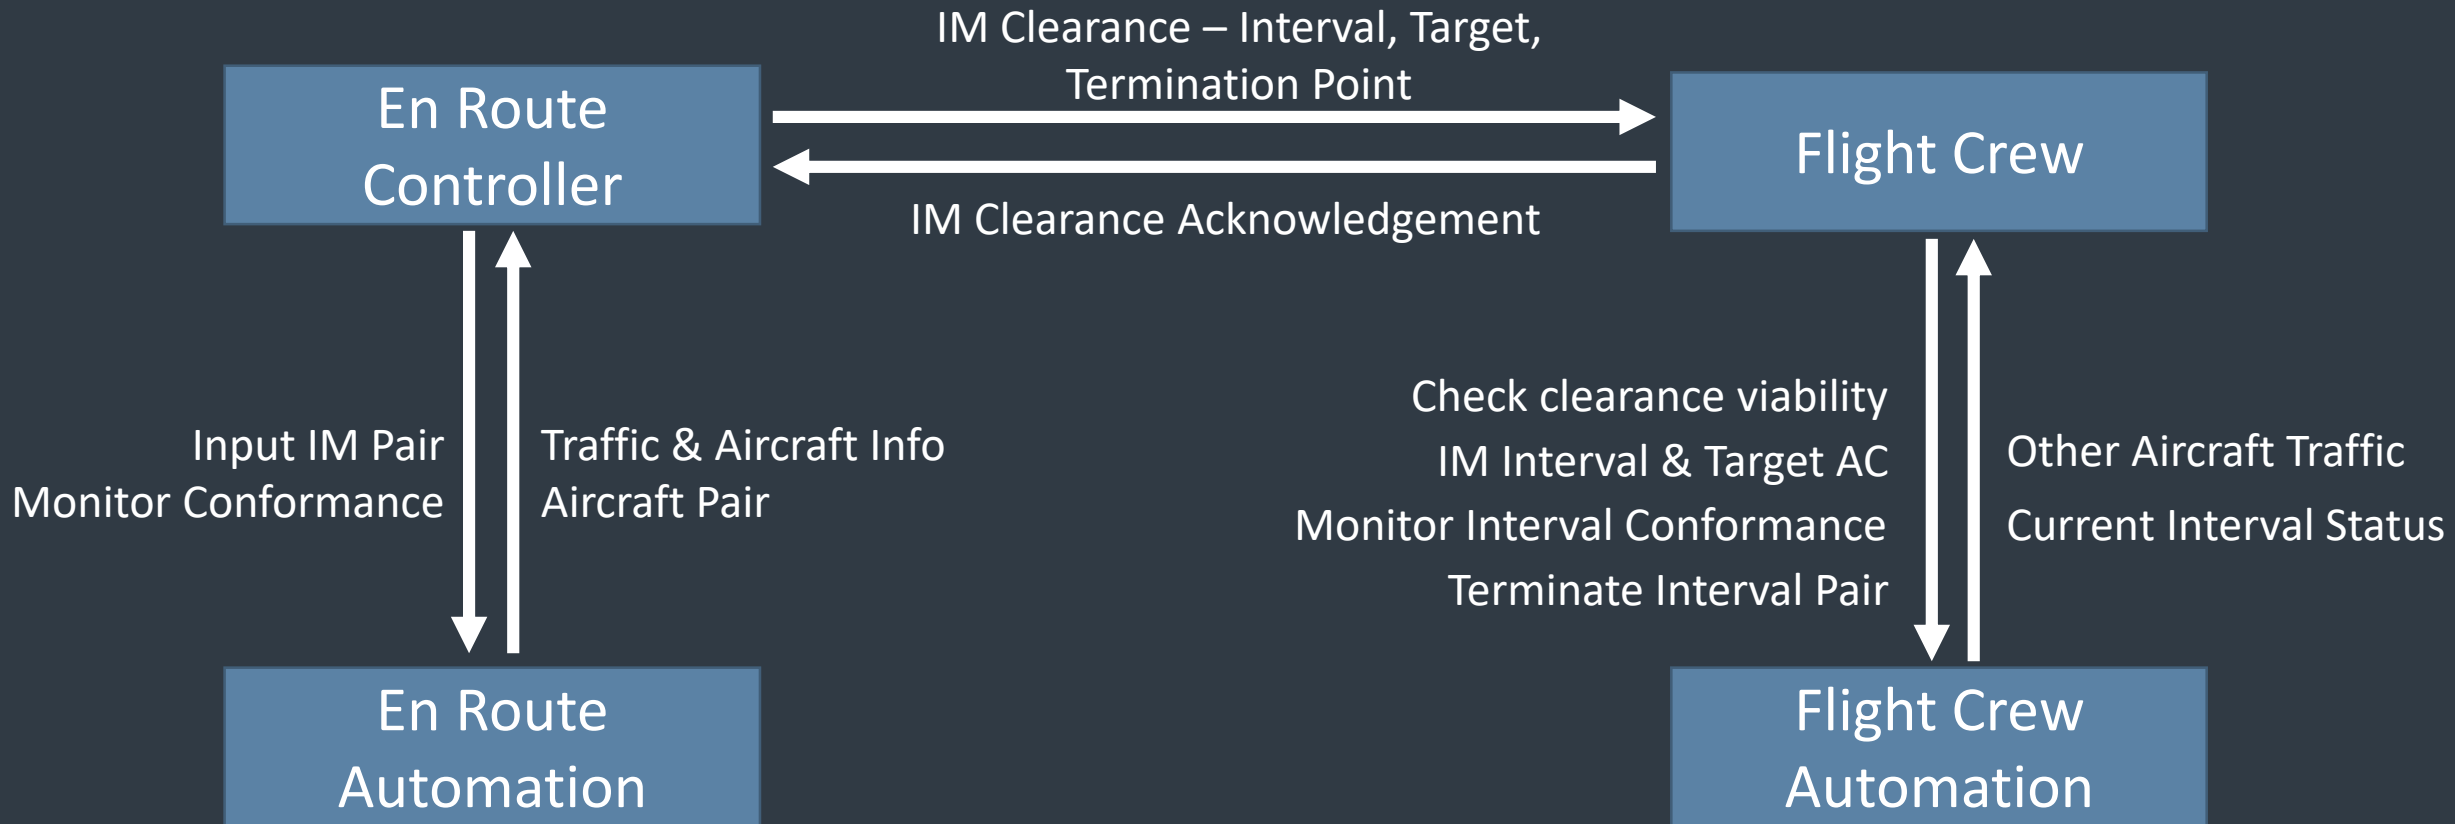 IM Clearance – Interval, Target,
Termination Point
En Route
Controller
Flight Crew
IM Clearance Acknowledgement
Input IM Pair
Monitor Conformance
Traffic & Aircraft Info
Aircraft Pair
Check clearance viability
IM Interval & Target AC
Monitor Interval Conformance
Terminate Interval Pair
Other Aircraft Traffic
Current Interval Status
En Route
Automation
Flight Crew
Automation